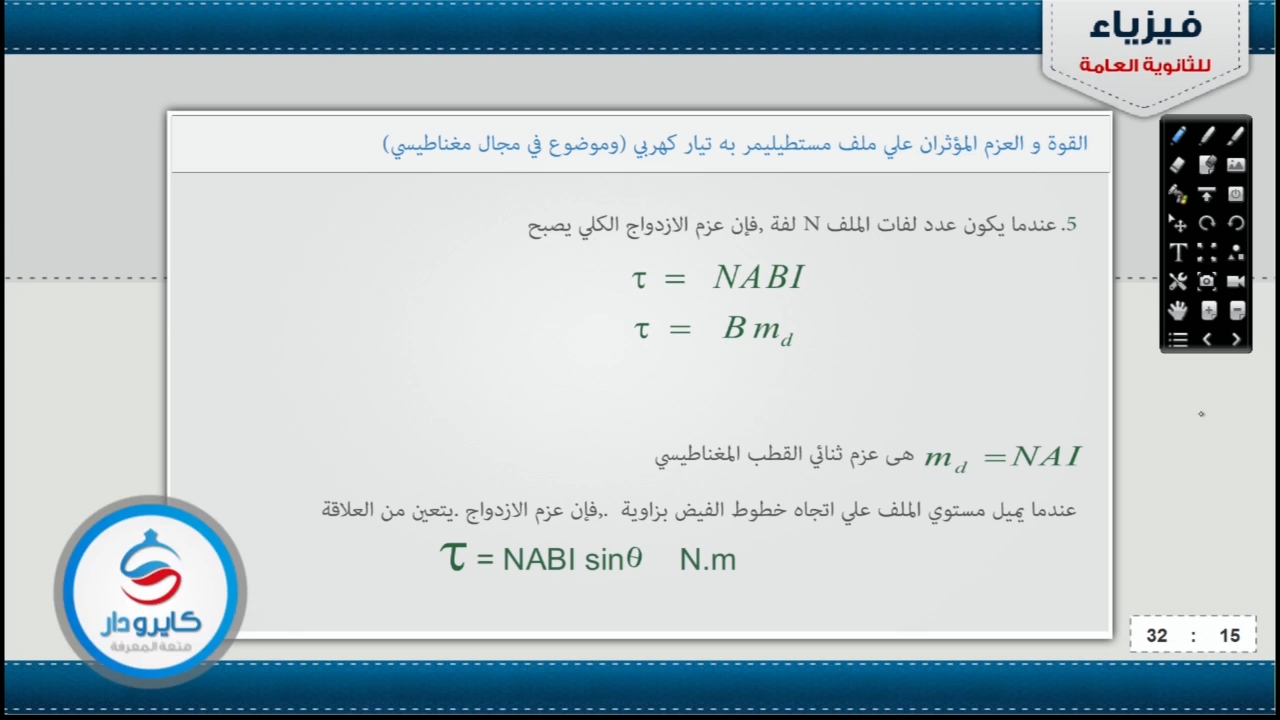 فيزياء
للثانوية العامة
القوة و العزم المؤثران علي ملف مستطيليمر به تيار كهربي (وموضوع في مجال مغناطيسي)
5. عندما يكون عدد لفات الملف N لفة ,فإن عزم الازدواج الكلي يصبح
τ = NABI
τ = B m_d
m_d =NAI هى عزم ثنائي القطب المغناطيسي
عندما يميل مستوي الملف علي اتجاه خطوط الفيض بزاوية .,فإن عزم الازدواج .يتعين من العلاقة
τ = NABI sinθ N.m
كايرودار
متعة المعرفة
32 : 15